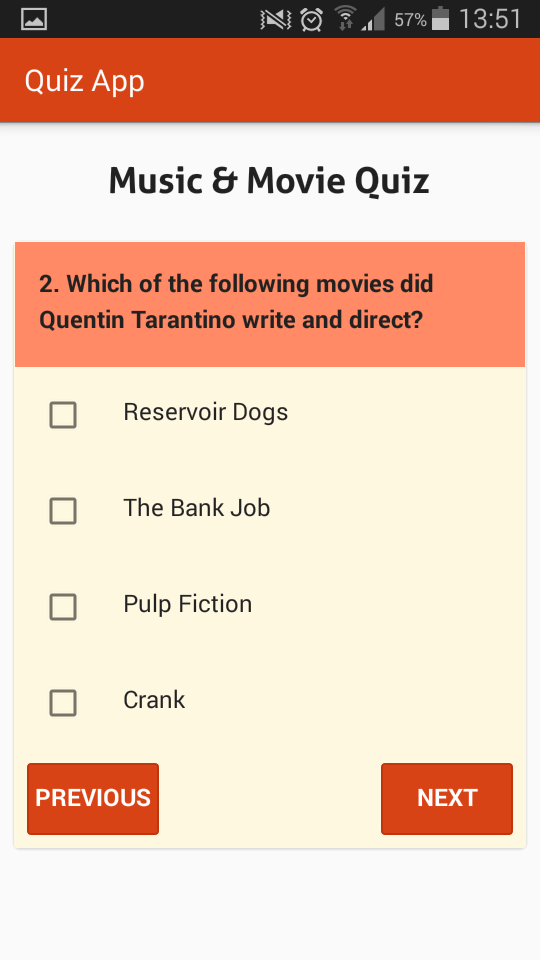 57% 13:51
Quiz App
Music & Movie Quiz
2. Which of the following movies did
Quentin Tarantino write and direct?
Reservoir Dogs
The Bank Job
Pulp Fiction
Crank
PREVIOUS NEXT